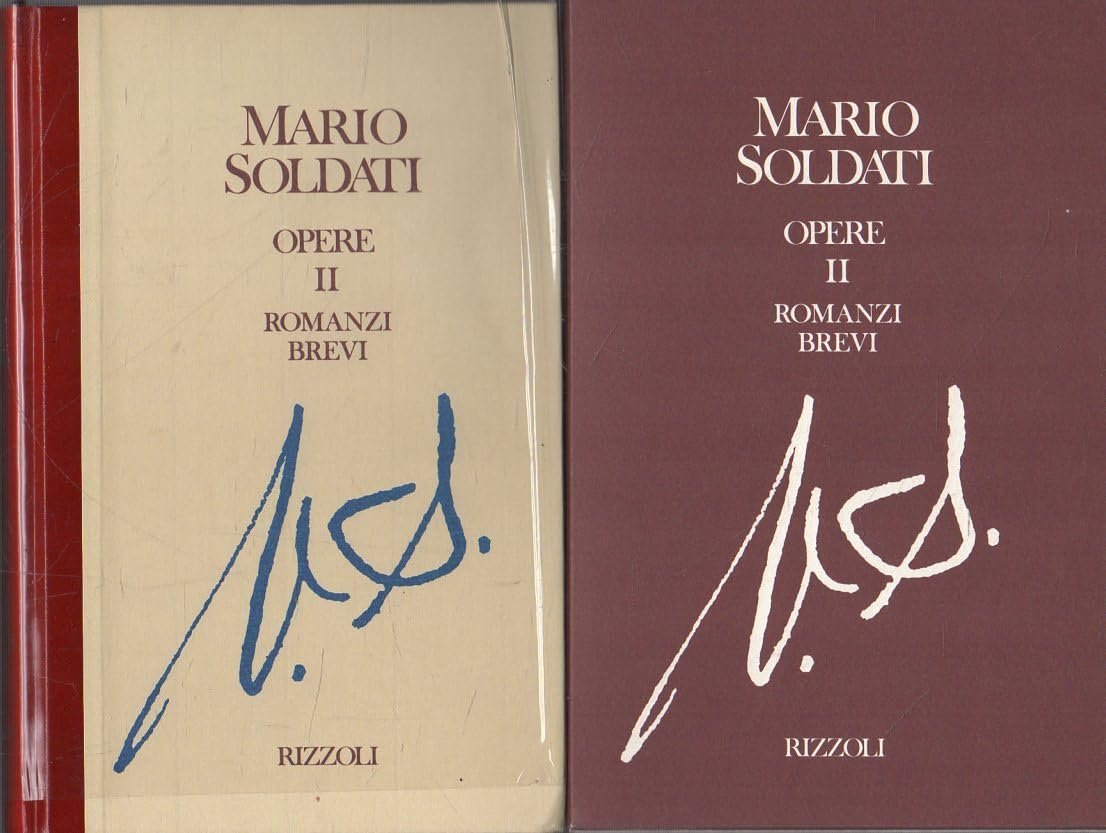 MARIO
SOLDATI
OPERE
II
ROMANZI
BREVI
M.S.
RIZZOLI
MARIO
SOLDATI
OPERE
II
ROMANZI
BREVI
M.S.
RIZZOLI